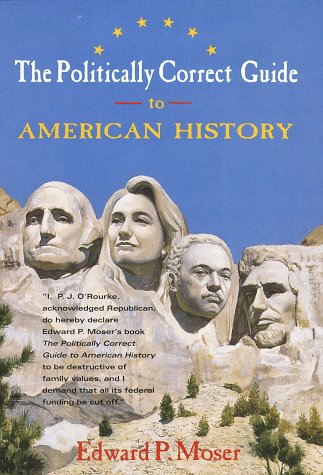 The Politically Correct Guide
to
AMERICAN HISTORY
"I, P. J. O'Rourke,
acknowledged Republican,
do hereby declare
Edward P. Moser's book
The Politically Correct
Guide to American History
to be destructive of
family values, and I
demand that all its federal
funding be cut off."
Edward P. Moser